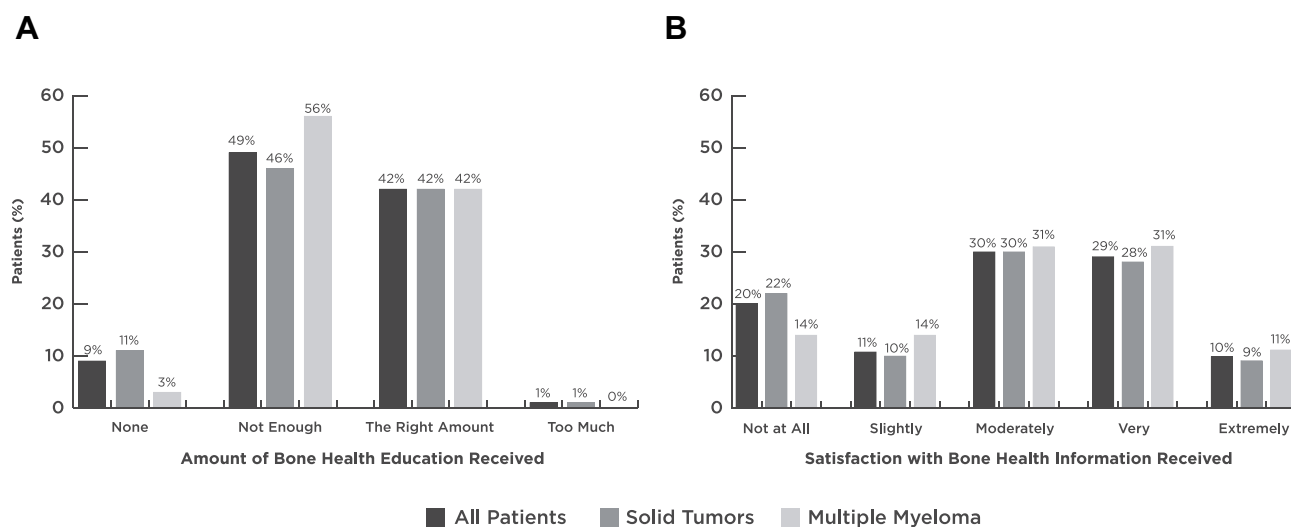 A
B
60
50
40
30
20
10
0
Patients (%)
9%
11%
3%
49%
46%
56%
42%
42%
42%
1%
1%
0%
None
Not Enough
The Right Amount
Too Much
Amount of Bone Health Education Received
60
50
40
30
20
10
0
Patients (%)
20%
22%
14%
11%
10%
14%
30%
30%
31%
29%
28%
31%
10%
9%
11%
Not at All
Slightly
Moderately
Very
Extremely
Satisfaction with Bone Health Information Received
All Patients
Solid Tumors
Multiple Myeloma